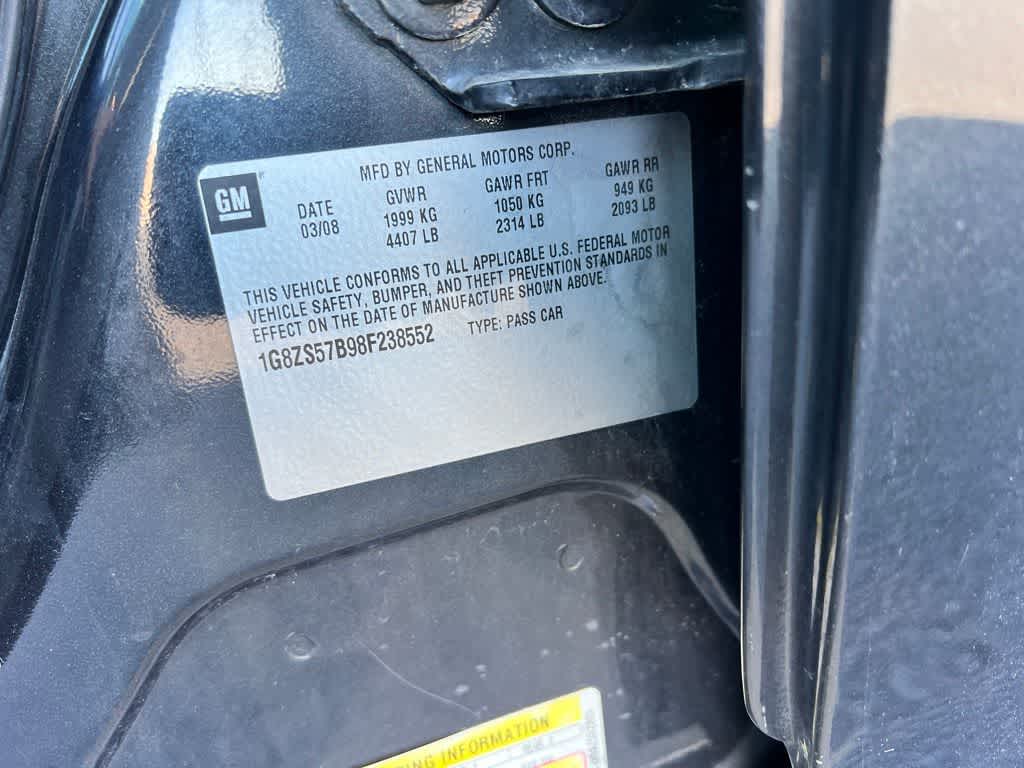 MFD BY GENERAL MOTORS CORP.
GM
DATE GVWR GAWR FRT GAWR RR
03/08 1999 KG 1050 KG 949 KG
4407 LB 2314 LB 2093 LB
THIS VEHICLE CONFORMS TO ALL APPLICABLE U.S. FEDERAL MOTOR
VEHICLE SAFETY, BUMPER, AND THEFT PREVENTION STANDARDS IN
EFFECT ON THE DATE OF MANUFACTURE SHOWN ABOVE.
1G8ZS57B98F238552 TYPE: PASS CAR
INFORMATION